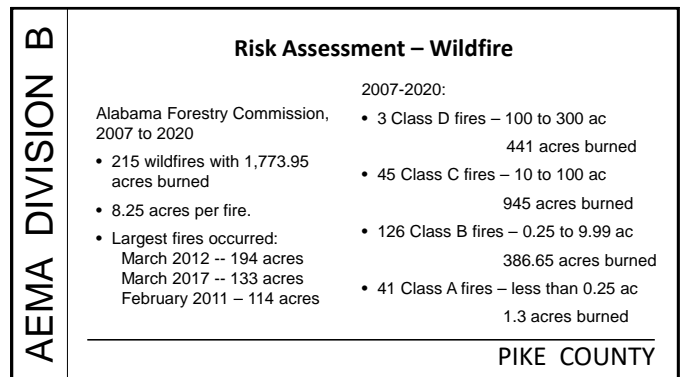 AEMA DIVISION B
Risk Assessment – Wildfire
Alabama Forestry Commission,
2007 to 2020
• 215 wildfires with 1,773.95
acres burned
• 8.25 acres per fire.
• Largest fires occurred:
March 2012 -- 194 acres
March 2017 -- 133 acres
February 2011 – 114 acres
2007-2020:
• 3 Class D fires – 100 to 300 ac
441 acres burned
• 45 Class C fires – 10 to 100 ac
945 acres burned
• 126 Class B fires – 0.25 to 9.99 ac
386.65 acres burned
• 41 Class A fires – less than 0.25 ac
1.3 acres burned
PIKE COUNTY